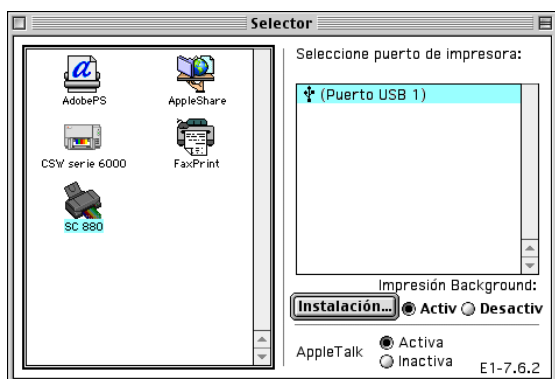 Selector
AdobePS
AppleShare
CSW serie 6000
FaxPrint
SC 880
Seleccione puerto de impresora:
(Puerto USB 1)
Impresión Background:
Instalación... Activ Desactiv
AppleTalk
Activa
Inactiva
E1-7.6.2